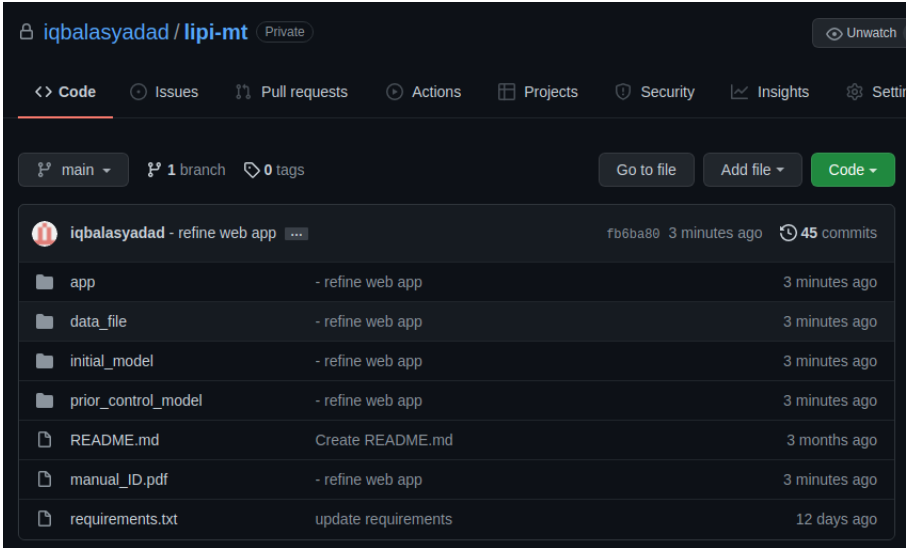 iqbalasyadad / lipi-mt Private Unwatch
Code Issues Pull requests Actions Projects Security Insights
main 1 branch 0 tags Go to file Add file Code
iqbalasyadad - refine web app ... fb6ba80 3 minutes ago 45 commits
app - refine web app 3 minutes ago
data_file - refine web app 3 minutes ago
initial_model - refine web app 3 minutes ago
prior_control_model - refine web app 3 minutes ago
README.md Create README.md 3 months ago
manual_ID.pdf - refine web app 3 minutes ago
requirements.txt update requirements 12 days ago